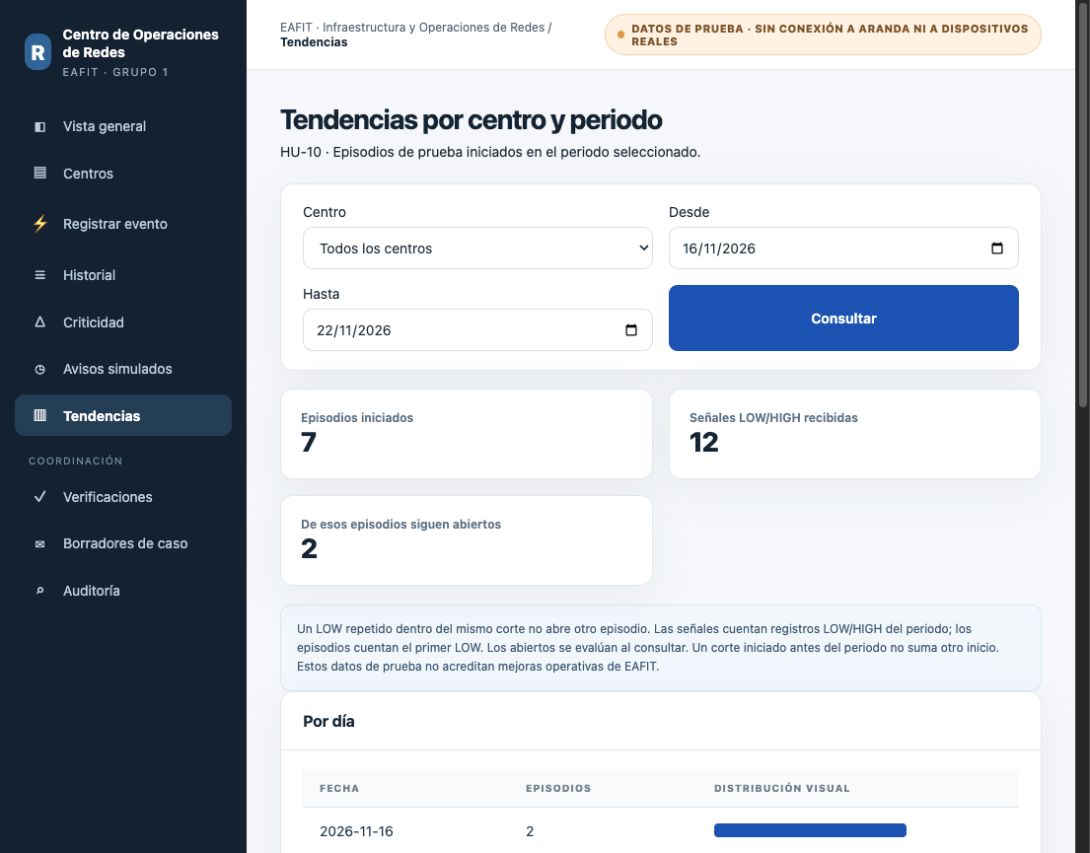 R
Centro de Operaciones
de Redes
EAFIT · GRUPO 1
Vista general
Centros
Registrar evento
Historial
Criticidad
Avisos simulados
Tendencias
COORDINACIÓN
Verificaciones
Borradores de caso
Auditoría
EAFIT · Infraestructura y Operaciones de Redes /
Tendencias
DATOS DE PRUEBA · SIN CONEXIÓN A ARANDA NI A DISPOSITIVOS
REALES
Tendencias por centro y periodo
HU-10 · Episodios de prueba iniciados en el periodo seleccionado.
Centro
Todos los centros
Desde
16/11/2026
Hasta
22/11/2026
Consultar
Episodios iniciados
7
Señales LOW/HIGH recibidas
12
De esos episodios siguen abiertos
2
Un LOW repetido dentro del mismo corte no abre otro episodio. Las señales cuentan registros LOW/HIGH del periodo; los
episodios cuentan el primer LOW. Los abiertos se evalúan al consultar. Un corte iniciado antes del periodo no suma otro inicio.
Estos datos de prueba no acreditan mejoras operativas de EAFIT.
Por día
FECHA EPISODIOS DISTRIBUCIÓN VISUAL
2026-11-16 2